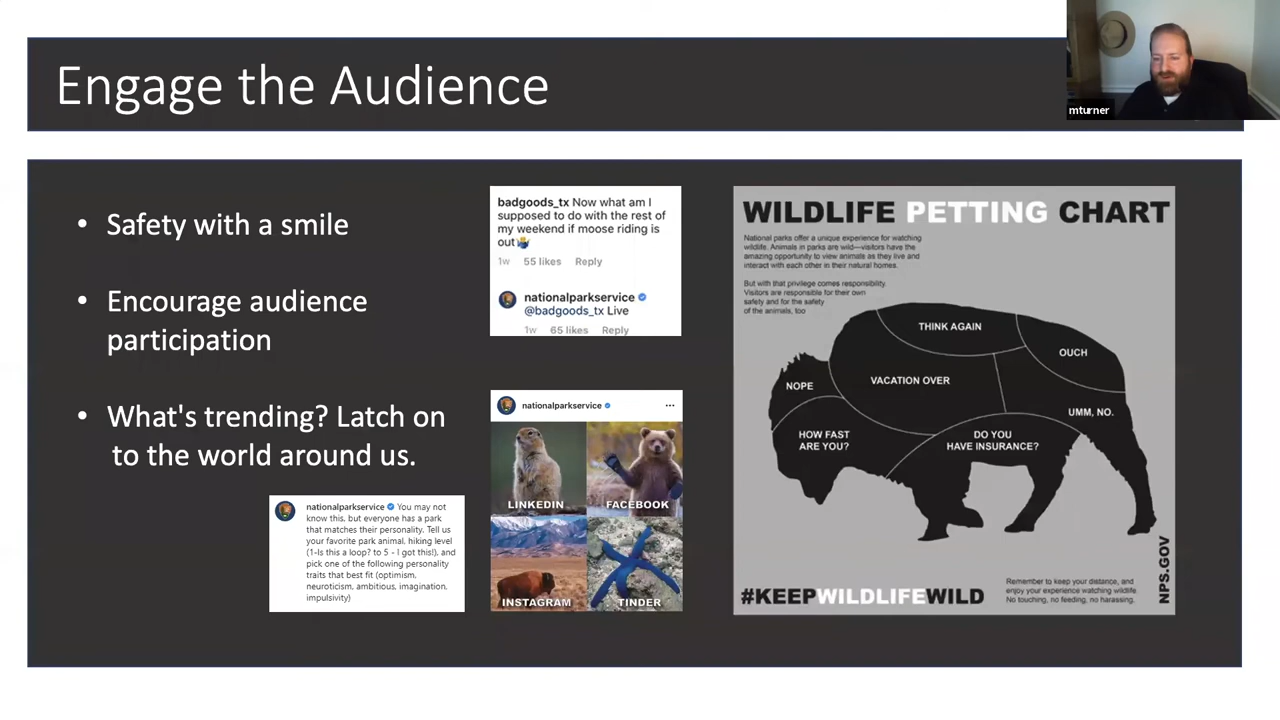 Engage the Audience
mturner
• Safety with a smile
• Encourage audience
participation
• What's trending? Latch on
to the world around us.
nationalparkservice You may not
know this, but everyone has a park
that matches their personality. Tell us
your favorite park animal, hiking level
(1-Is this a loop? to 5 - I got this!), and
pick one of the following personality
traits that best fit (optimism,
neuroticism, ambitious, imagination,
impulsivity)
badgoods_tx Now what am I
supposed to do with the rest of
my weekend if moose riding is
out
1w 55 likes Reply
nationalparkservice
@badgoods_tx Live
1w 65 likes Reply
nationalparkservice
LINKEDIN
FACEBOOK
INSTAGRAM
TINDER
WILDLIFE PETTING CHART
National parks offer a unique experience for watching
wildlife. Animals in parks are wild—visitors have the
amazing opportunity to view animals as they live and
interact with each other in their natural homes.
But with that privilege comes responsibility.
Visitors are responsible for their own
safety and for the safety
of the animals, too
THINK AGAIN
OUCH
NOPE
VACATION OVER
UMM, NO.
HOW FAST
ARE YOU?
DO YOU
HAVE INSURANCE?
#KEEPWILDLIFEWILD
Remember to keep your distance, and
enjoy your experience watching wildlife.
No touching, no feeding, no harassing.
NPS.GOV